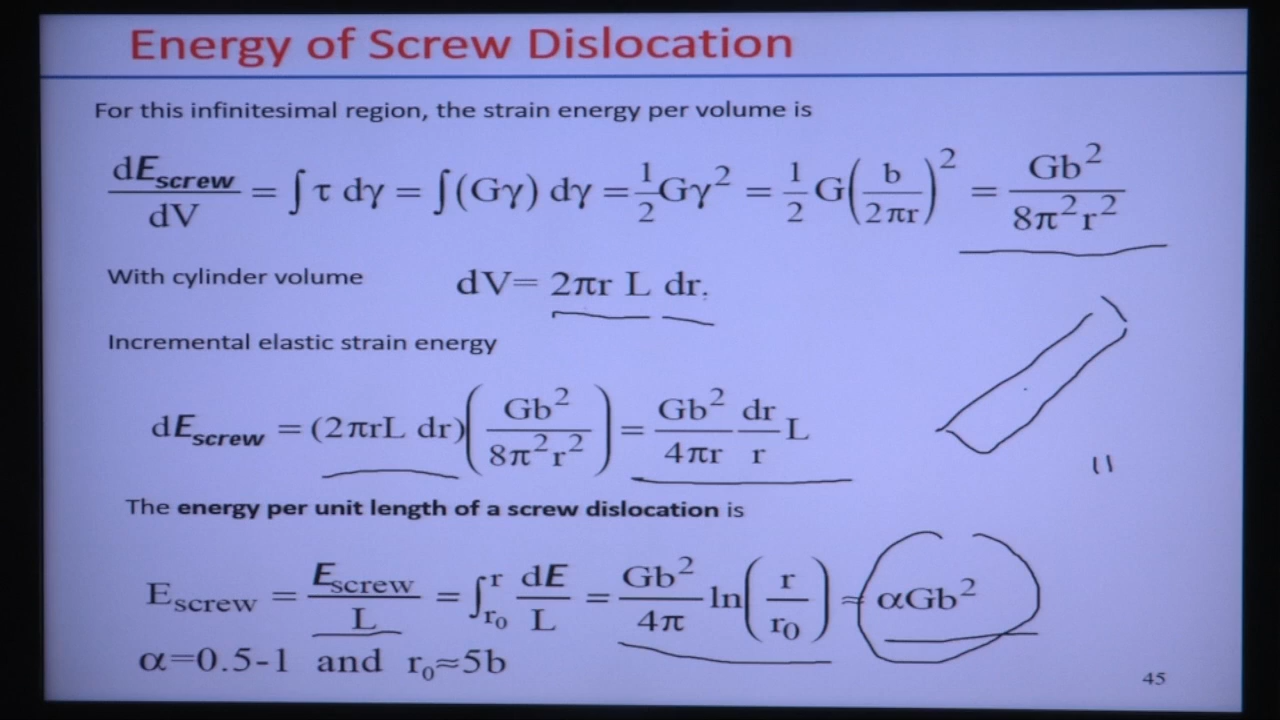 Energy of Screw Dislocation
For this infinitesimal region, the strain energy per volume is
dE_screw/dV = ∫ τ dγ = ∫(Gγ) dγ = 1/2 Gγ² = 1/2 G(b/2πr)² = Gb²/8π²r²
With cylinder volume dV= 2πr L dr.
Incremental elastic strain energy
dE_screw = (2πrL dr)(Gb²/8π²r²) = Gb²/4πr dr/r L
The energy per unit length of a screw dislocation is
E_screw = E_screw/L = ∫_r₀^r dE/L = Gb²/4π ln(r/r₀) ≈ αGb²
α=0.5-1 and r₀≈5b
45